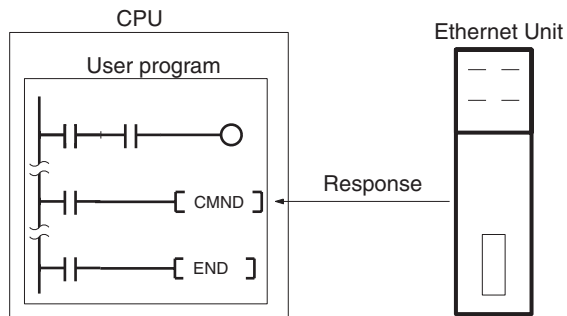 CPU
Ethernet Unit
User program
CMND
Response
END